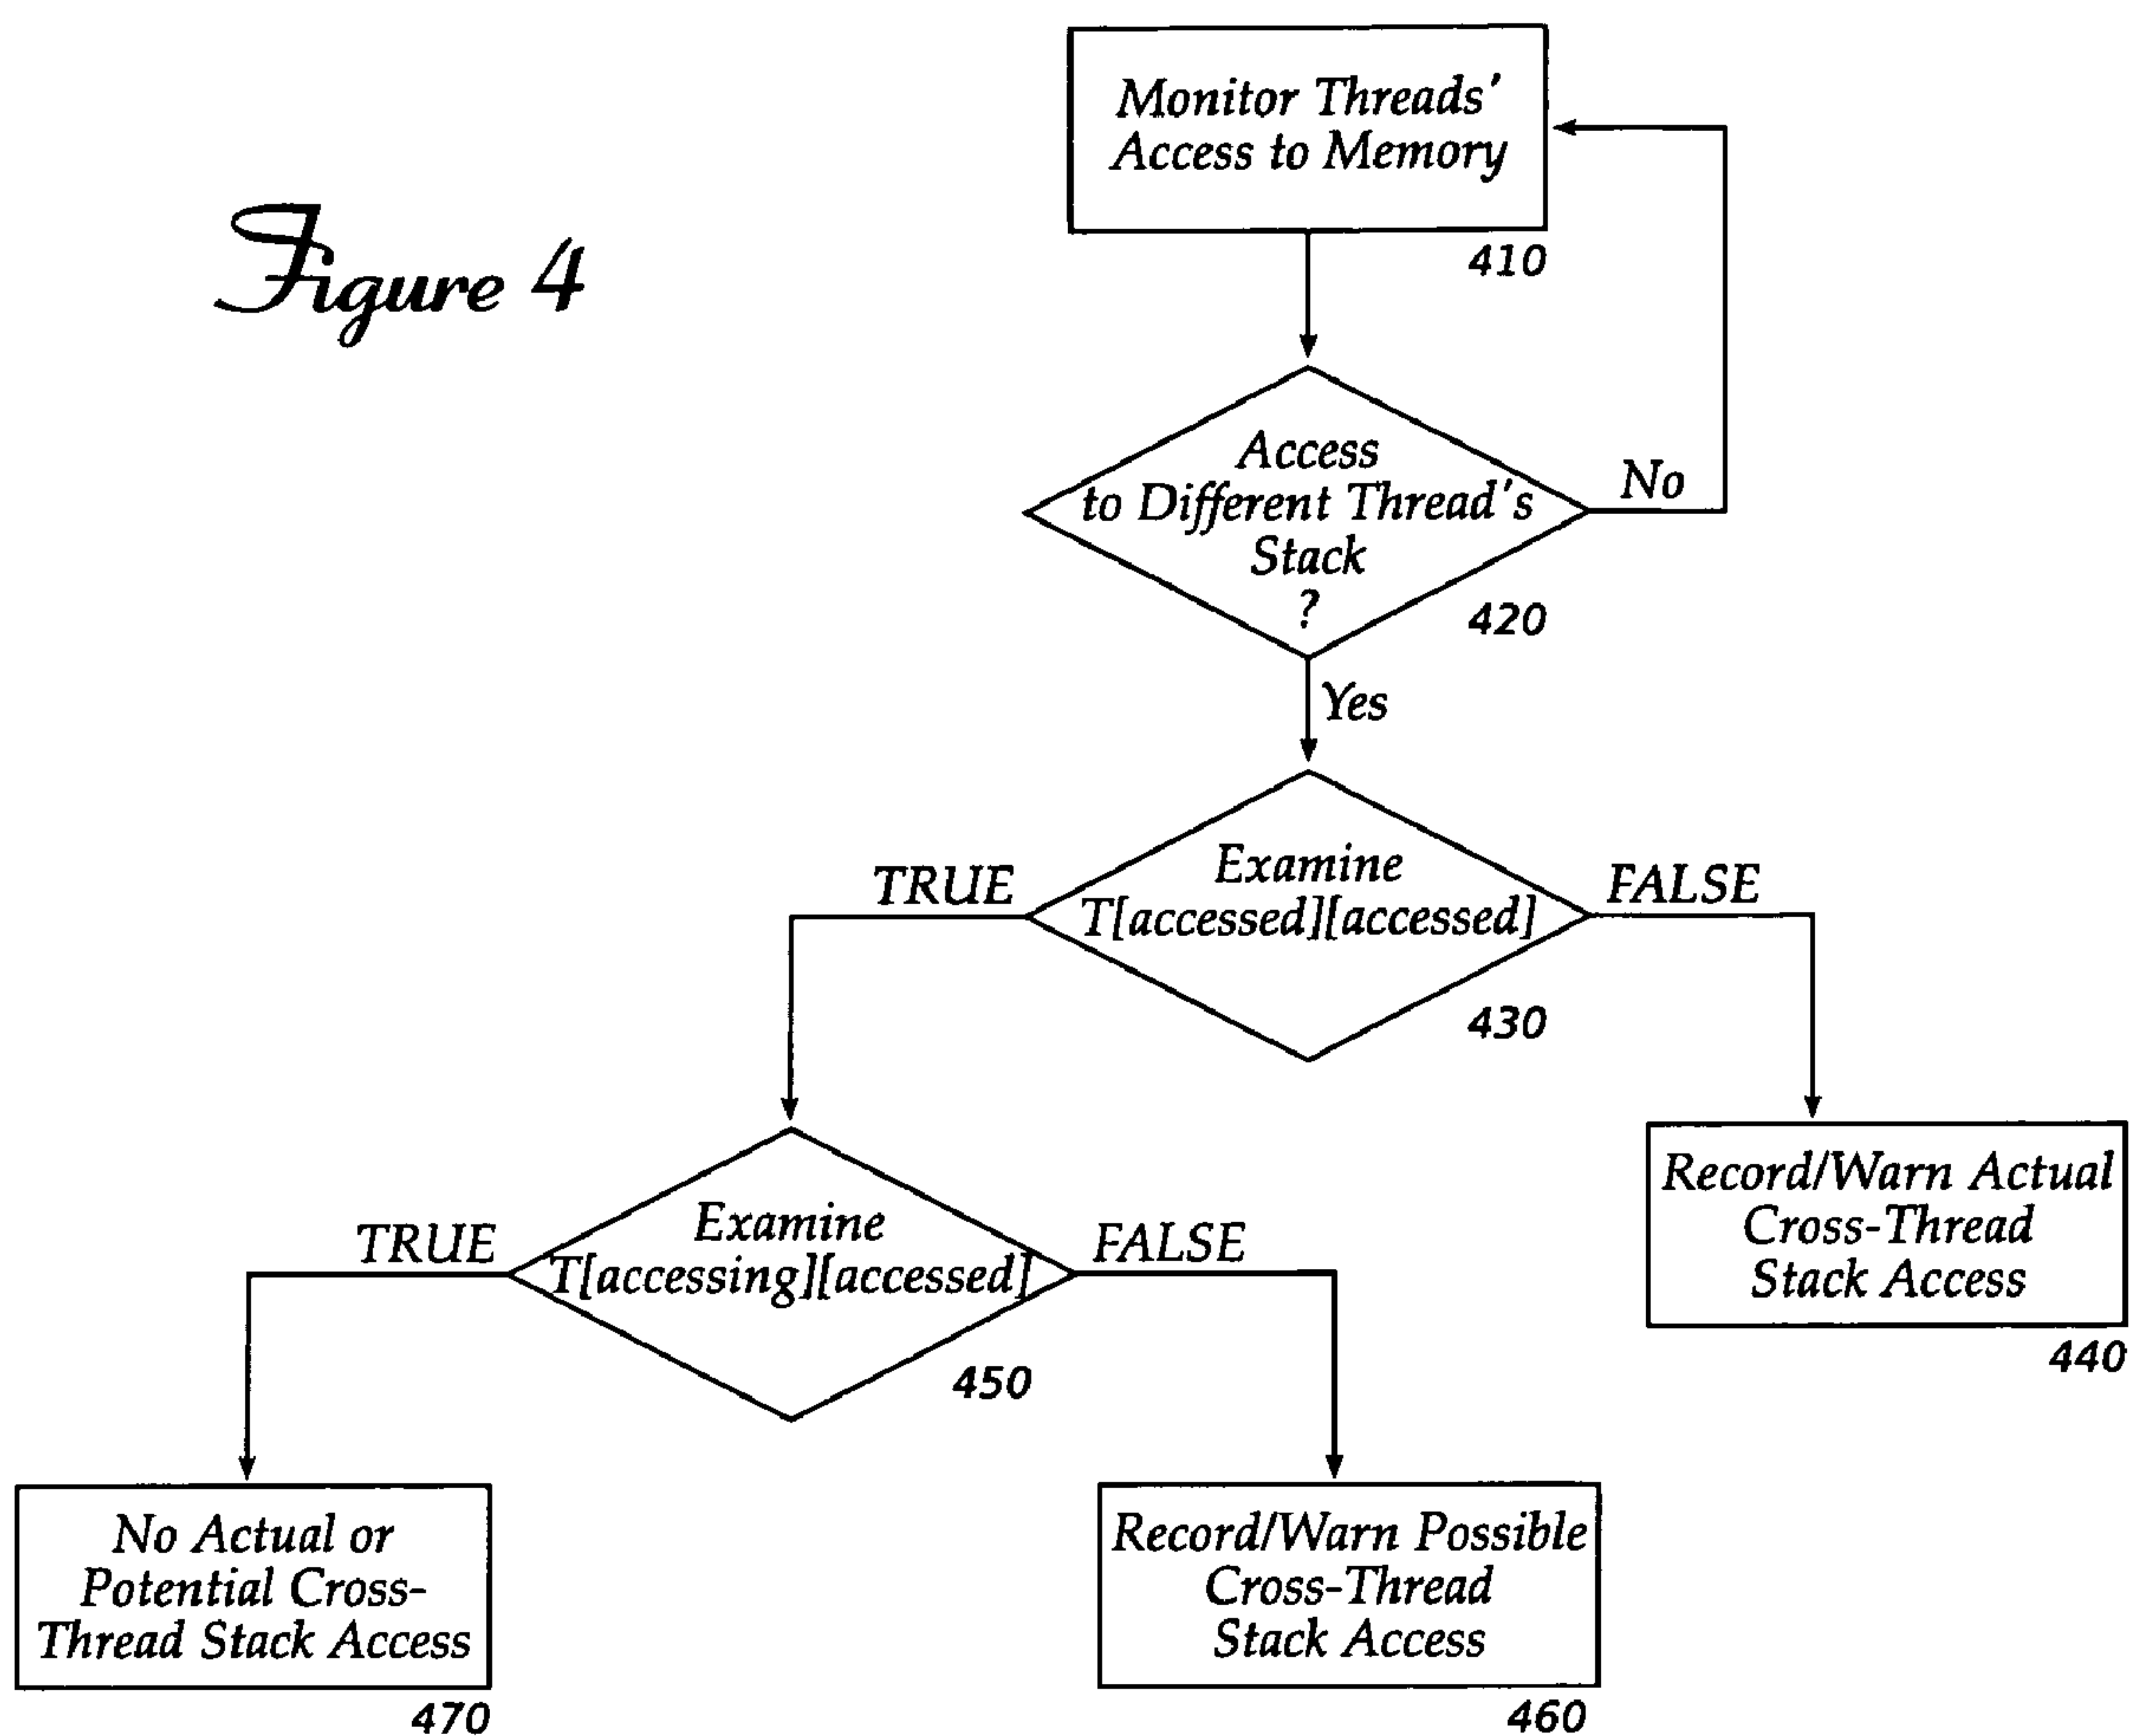 Figure 4
Monitor Threads'
Access to Memory
410
Access
to Different Thread's
Stack
?
420
No
Yes
Examine
T[accessed][accessed]
430
TRUE
FALSE
Record/Warn Actual
Cross-Thread
Stack Access
440
Examine
T[accessing][accessed]
450
TRUE
FALSE
No Actual or
Potential Cross-
Thread Stack Access
470
Record/Warn Possible
Cross-Thread
Stack Access
460